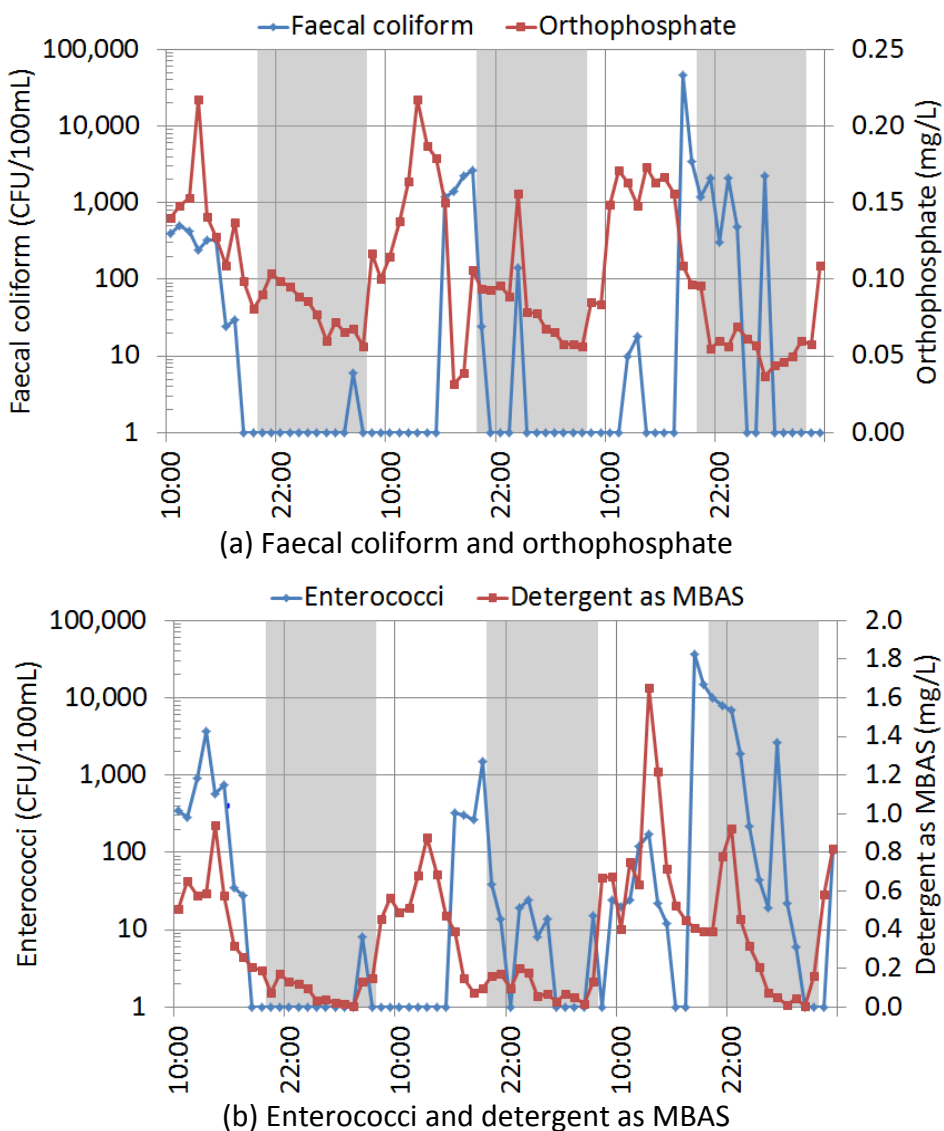 Faecal coliform Orthophosphate
100,000 0.25
10,000 0.20
1,000 0.15
100 0.10
10 0.05
1 0.00
Faecal coliform (CFU/100mL)
Orthophosphate (mg/L)
10:00 22:00 10:00 22:00 10:00 22:00
(a) Faecal coliform and orthophosphate
Enterococci Detergent as MBAS
100,000 2.0
1.8
10,000 1.6
1.4
1,000 1.2
1.0
100 0.8
0.6
10 0.4
0.2
1 0.0
Enterococci (CFU/100mL)
Detergent as MBAS (mg/L)
10:00 22:00 10:00 22:00 10:00 22:00
(b) Enterococci and detergent as MBAS